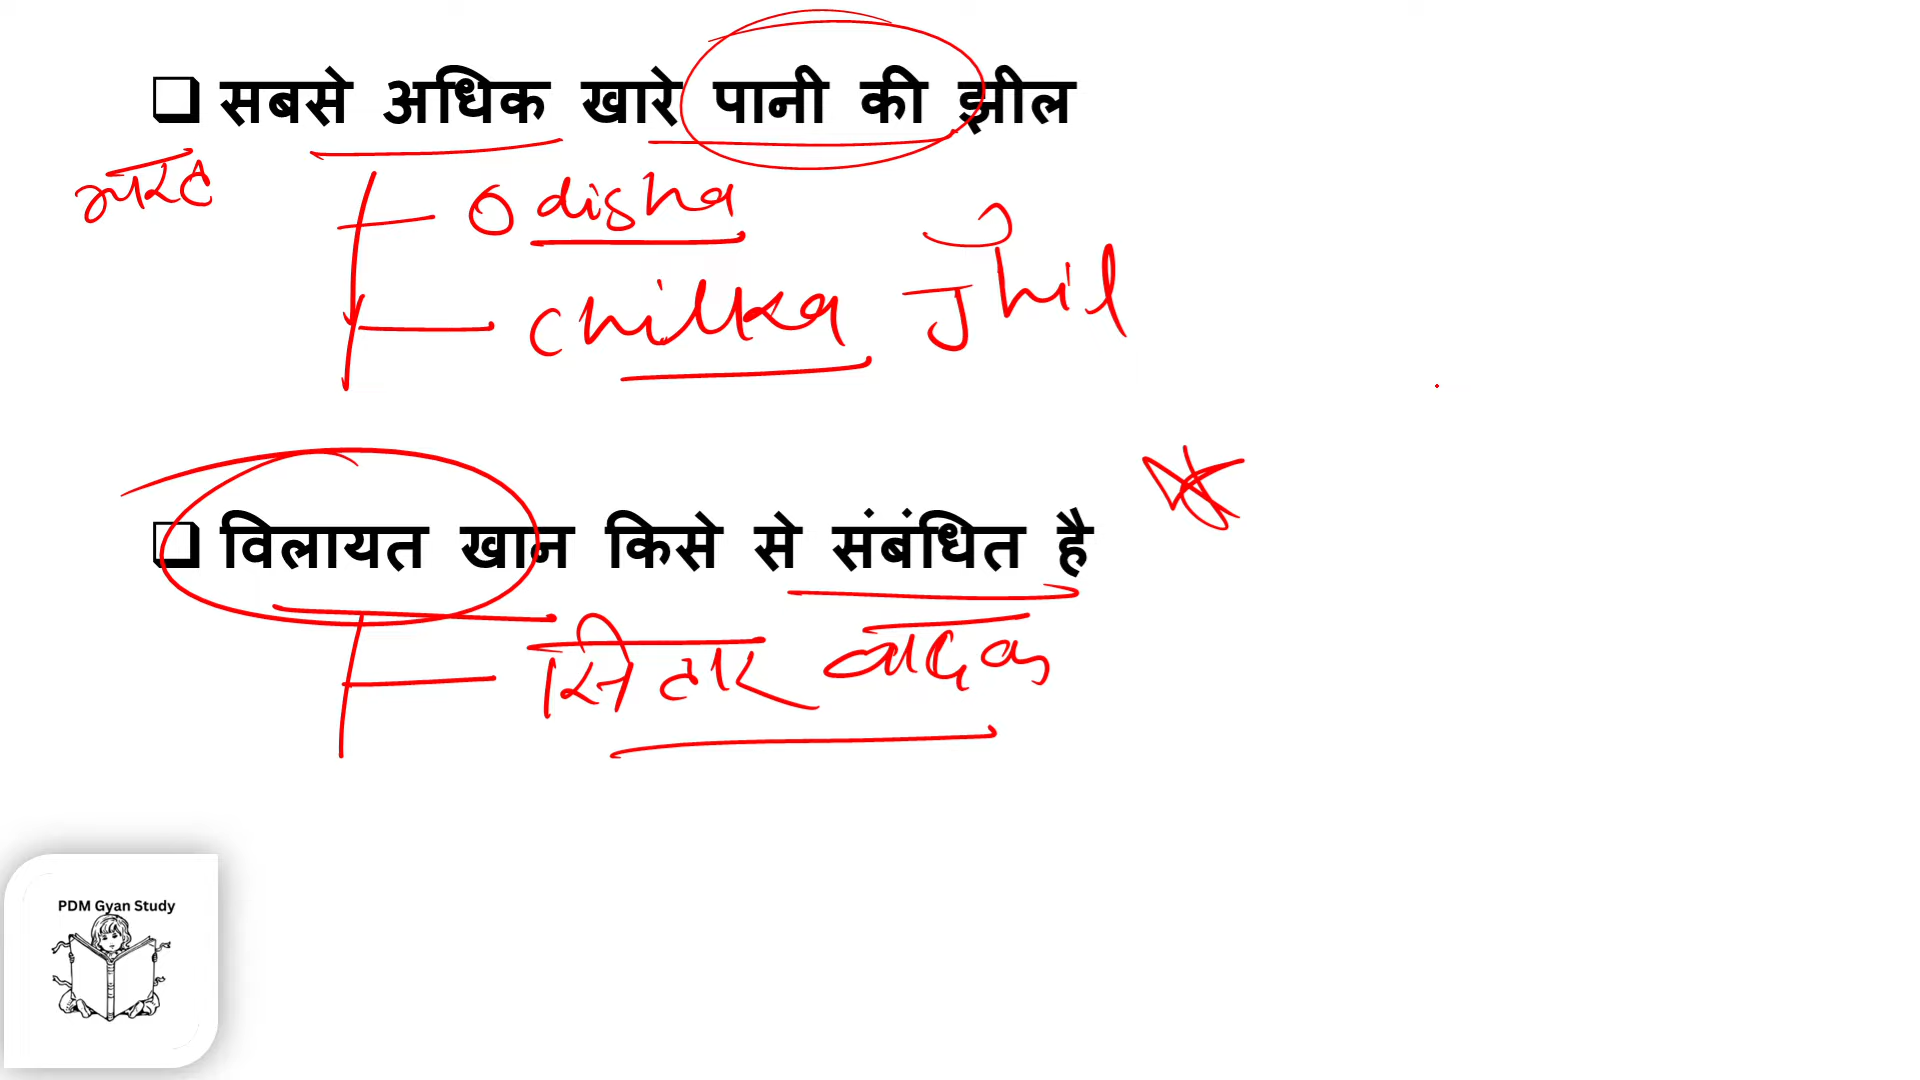 सबसे अधिक खारे पानी की झील
भारत
Odisha
Chilka Jhil
विलायत खान किसे से संबंधित है
सितार वादक
PDM Gyan Study